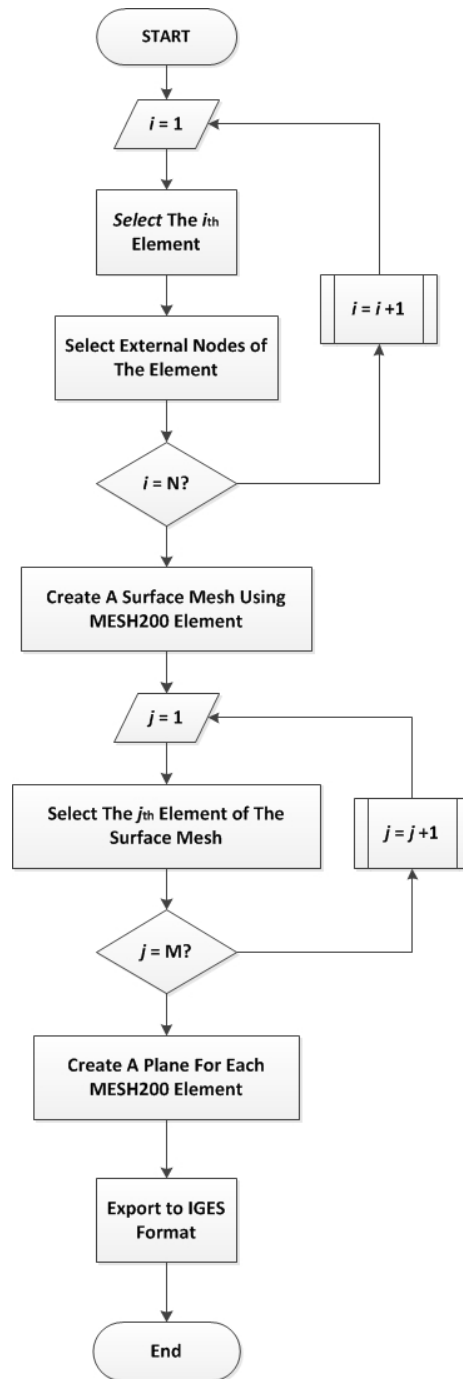 START
i = 1
Select The ith
Element
i = i +1
Select External Nodes of
The Element
i = N?
Create A Surface Mesh Using
MESH200 Element
j = 1
Select The jth Element of The
Surface Mesh
j = j +1
j = M?
Create A Plane For Each
MESH200 Element
Export to IGES
Format
End